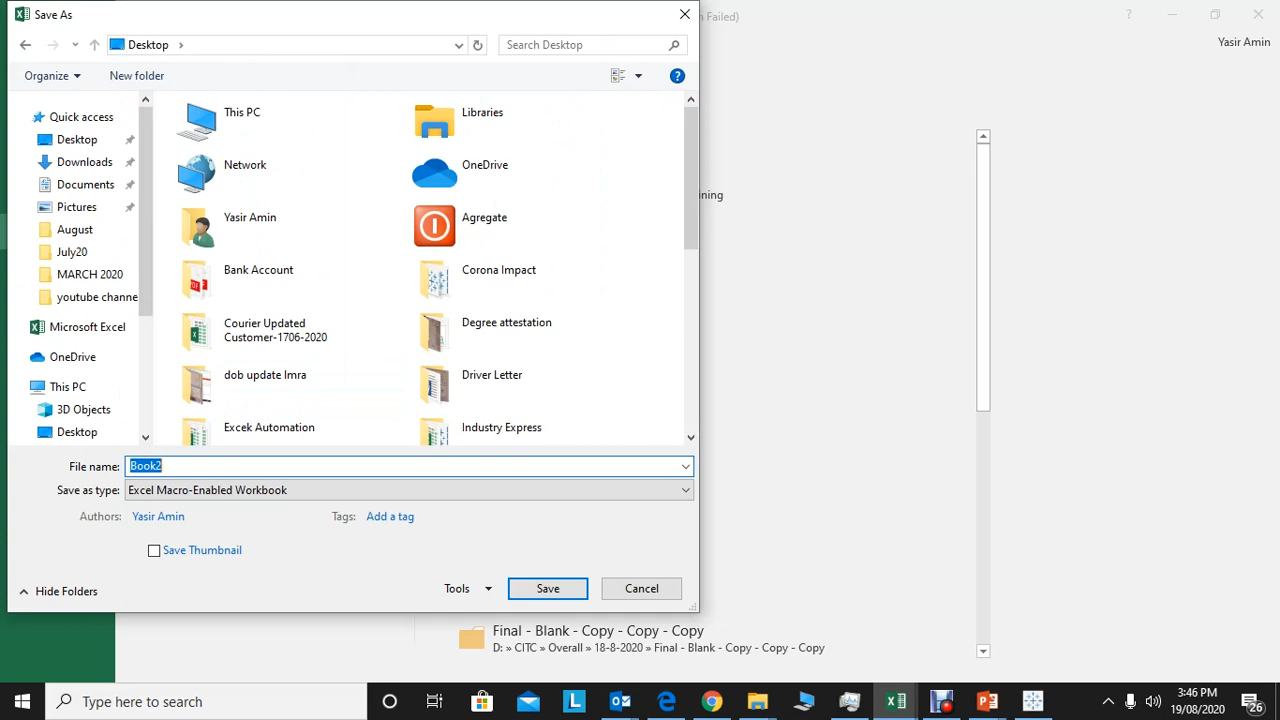 Save As
n Failed)
Yasir Amin
Desktop
Search Desktop
Organize
New folder
Quick access
Desktop
Downloads
Documents
Pictures
August
July20
MARCH 2020
youtube channe
Microsoft Excel
OneDrive
This PC
3D Objects
Desktop
This PC
Libraries
Network
OneDrive
Yasir Amin
Agregate
Bank Account
Corona Impact
Courier Updated
Customer-1706-2020
Degree attestation
dob update Imra
Driver Letter
Excek Automation
Industry Express
ining
File name: Book2
Save as type: Excel Macro-Enabled Workbook
Authors: Yasir Amin
Tags: Add a tag
Save Thumbnail
Hide Folders
Tools
Save
Cancel
Final - Blank - Copy - Copy - Copy
D: » CITC » Overall » 18-8-2020 » Final - Blank - Copy - Copy - Copy
Type here to search
3:46 PM
19/08/2020
26